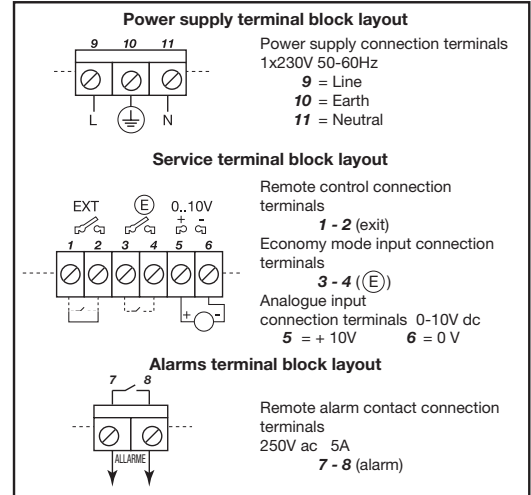 Power supply terminal block layout
9 10 11
L N
Power supply connection terminals
1x230V 50-60Hz
9 = Line
10 = Earth
11 = Neutral
Service terminal block layout
EXT E 0..10V
+ -
1 2 3 4 5 6
+ -
Remote control connection
terminals
1 - 2 (exit)
Economy mode input connection
terminals
3 - 4 (E)
Analogue input
connection terminals 0-10V dc
5 = + 10V 6 = 0 V
Alarms terminal block layout
7 8
ALLARME
Remote alarm contact connection
terminals
250V ac 5A
7 - 8 (alarm)